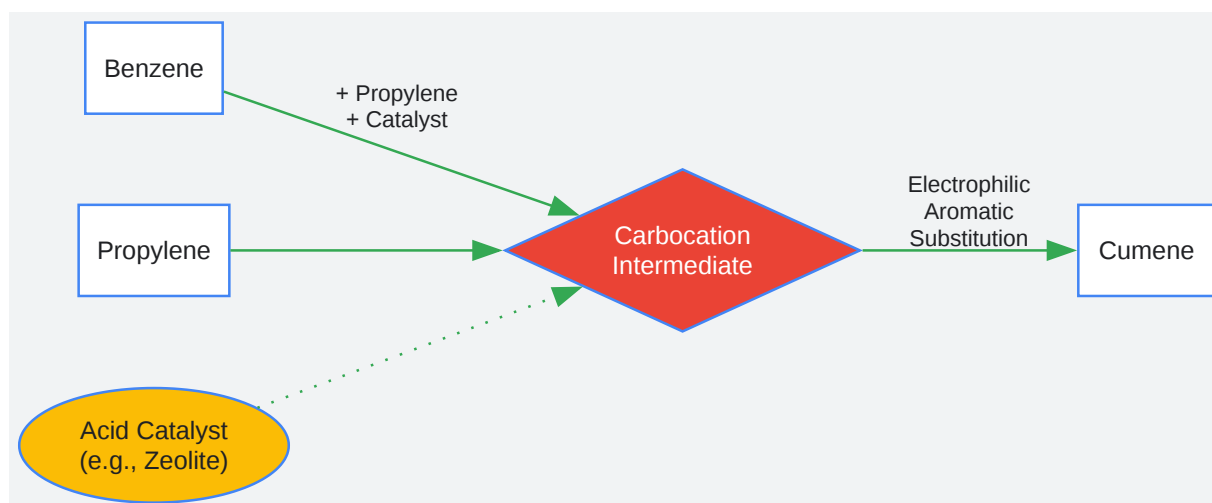 Benzene
+ Propylene
+ Catalyst
Propylene
Carbocation
Intermediate
Electrophilic
Aromatic
Substitution
Cumene
Acid Catalyst
(e.g., Zeolite)